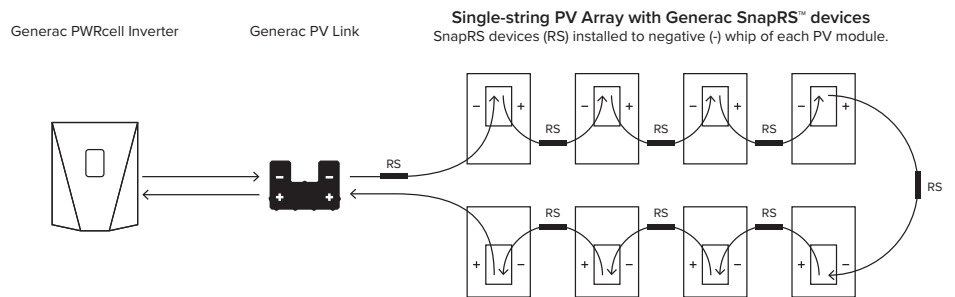 Single-string PV Array with Generac SnapRS™ devices
Generac PWRcell Inverter
Generac PV Link
SnapRS devices (RS) installed to negative (-) whip of each PV module.
− + − + − + − +
RS RS RS
RS
− −
+ +
RS
RS RS RS
+ − + − + − + −